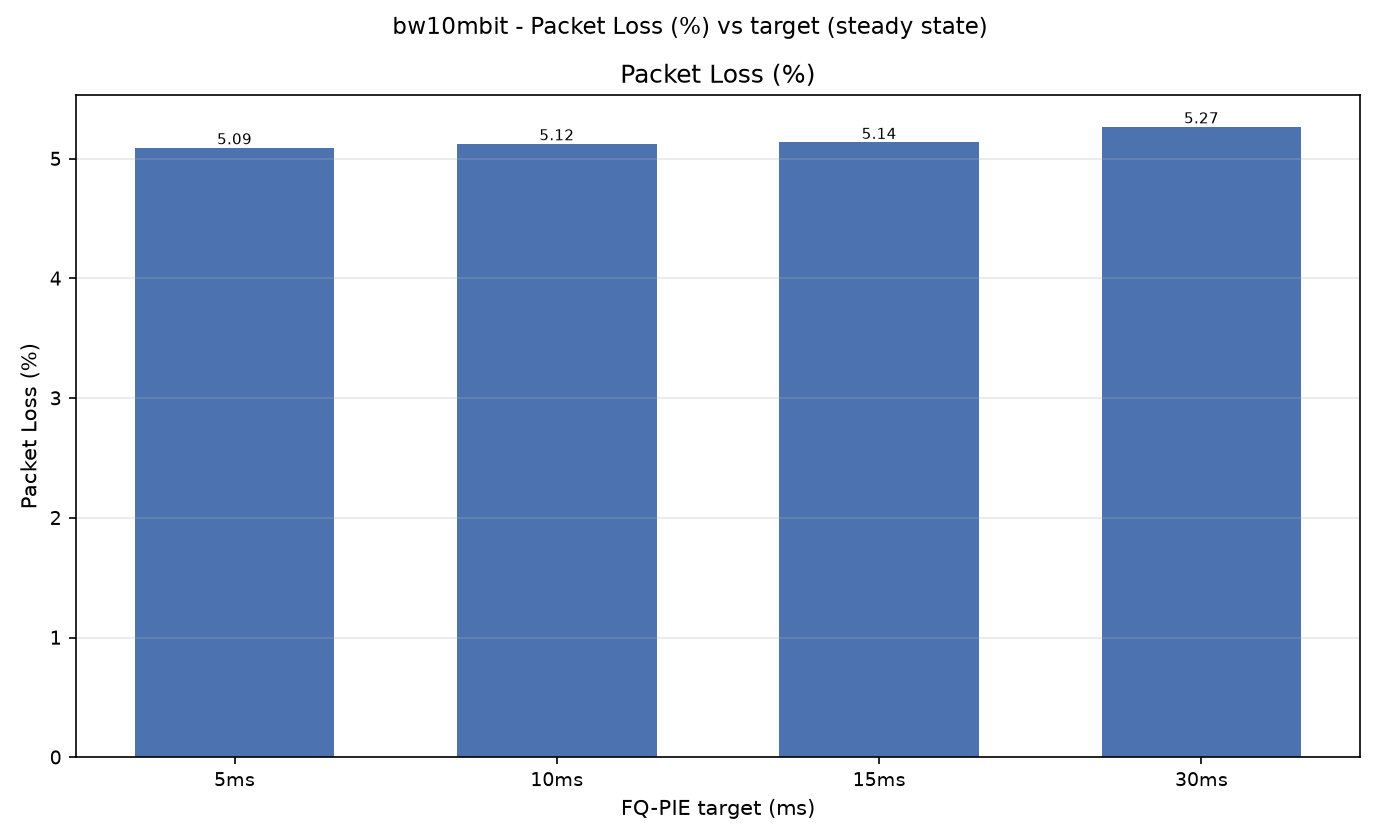 bw10mbit - Packet Loss (%) vs target (steady state)
Packet Loss (%)
5.09
5.12
5.14
5.27
5
4
3
2
1
0
Packet Loss (%)
5ms
10ms
15ms
30ms
FQ-PIE target (ms)